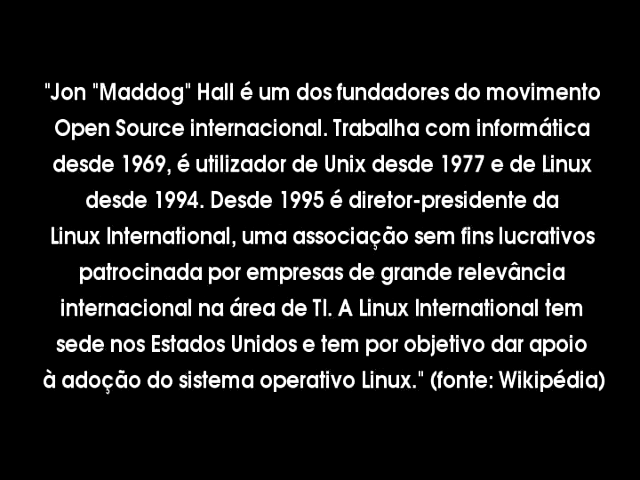 "Jon "Maddog" Hall é um dos fundadores do movimento
Open Source internacional. Trabalha com informática
desde 1969, é utilizador de Unix desde 1977 e de Linux
desde 1994. Desde 1995 é diretor-presidente da
Linux International, uma associação sem fins lucrativos
patrocinada por empresas de grande relevância
internacional na área de TI. A Linux International tem
sede nos Estados Unidos e tem por objetivo dar apoio
à adoção do sistema operativo Linux." (fonte: Wikipédia)